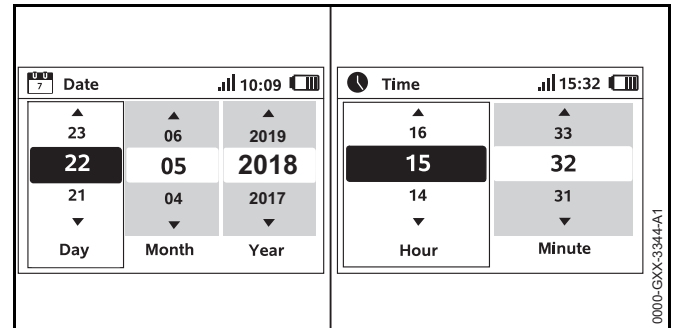 7 Date 10:09
23 06 2019
22 05 2018
21 04 2017
Day Month Year
Time 15:32
16 33
15 32
14 31
Hour Minute
0000-GXX-3344-A1